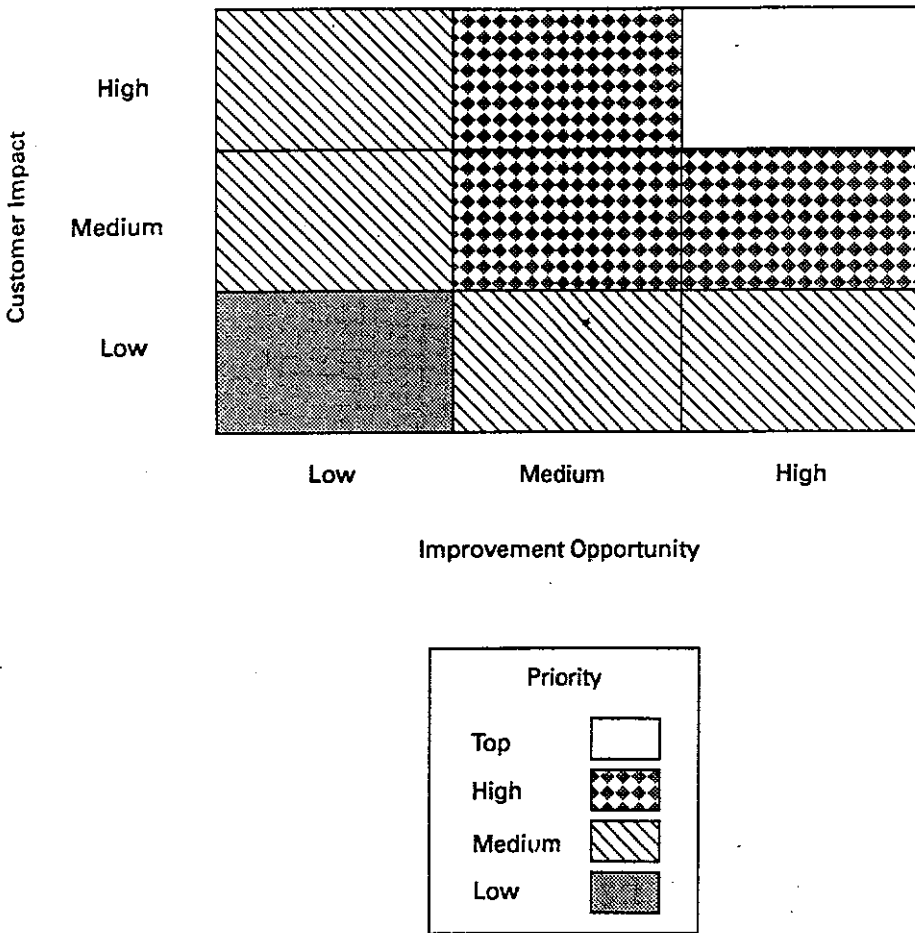 Customer Impact
High
Medium
Low
Low Medium High
Improvement Opportunity
Priority
Top
High
Medium
Low